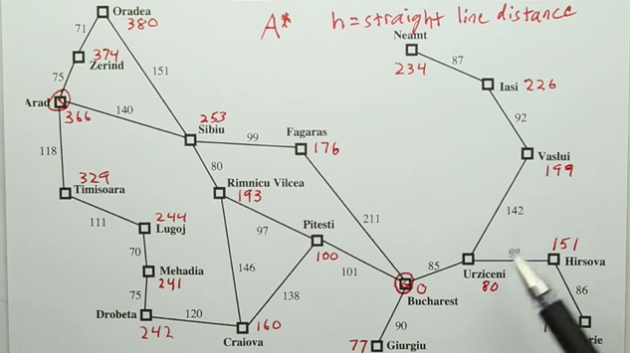 Oradea
380
A* h=straight line distance
71
Neamt
374
Zerind
234
87
75
151
Iasi 226
Arad
366
140
253
Sibiu
92
99
Fagaras
176
118
80
Vaslui
199
329
Timisoara
Rimnicu Vilcea
193
111
244
Lugoj
97
Pitesti
211
142
70
100
151
Hirsova
Mehadia
241
146
101
85
Urziceni
80
75
138
0
Bucharest
86
Drobeta
242
120
160
Craiova
90
77 Giurgiu